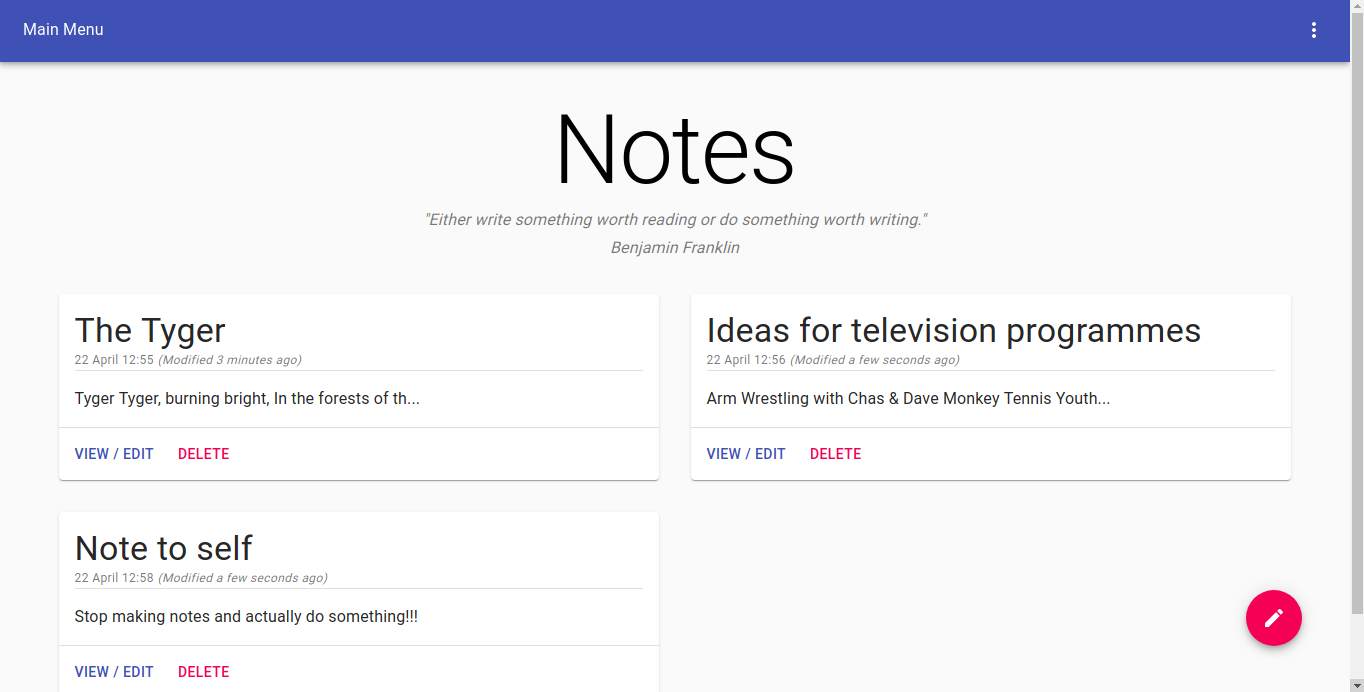 Main Menu
Notes
"Either write something worth reading or do something worth writing."
Benjamin Franklin
The Tyger
22 April 12:55 (Modified 3 minutes ago)
Tyger Tyger, burning bright, In the forests of th...
VIEW / EDIT DELETE
Ideas for television programmes
22 April 12:56 (Modified a few seconds ago)
Arm Wrestling with Chas & Dave Monkey Tennis Youth...
VIEW / EDIT DELETE
Note to self
22 April 12:58 (Modified a few seconds ago)
Stop making notes and actually do something!!!
VIEW / EDIT DELETE